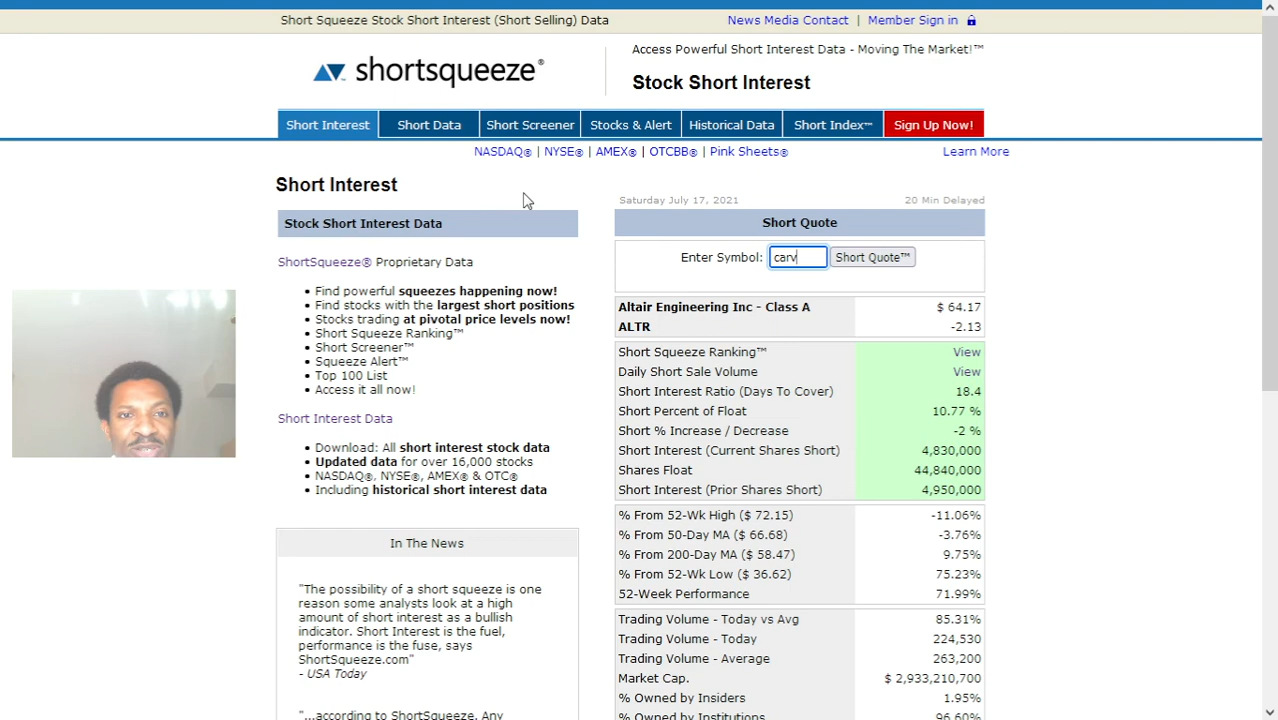 Short Squeeze Stock Short Interest (Short Selling) Data
News Media Contact | Member Sign in
shortsqueeze®
Access Powerful Short Interest Data - Moving The Market!™
Stock Short Interest
Short Interest
Short Data
Short Screener
Stocks & Alert
Historical Data
Short Index™
Sign Up Now!
NASDAQ® | NYSE® | AMEX® | OTCBB® | Pink Sheets®
Learn More
Short Interest
Stock Short Interest Data
ShortSqueeze® Proprietary Data
• Find powerful squeezes happening now!
• Find stocks with the largest short positions
• Stocks trading at pivotal price levels now!
• Short Squeeze Ranking™
• Short Screener™
• Squeeze Alert™
• Top 100 List
• Access it all now!
Short Interest Data
• Download: All short interest stock data
• Updated data for over 16,000 stocks
• NASDAQ®, NYSE®, AMEX® & OTC®
• Including historical short interest data
In The News
"The possibility of a short squeeze is one
reason some analysts look at a high
amount of short interest as a bullish
indicator. Short Interest is the fuel,
performance is the fuse, says
ShortSqueeze.com"
- USA Today
"...according to ShortSqueeze. Any
Saturday July 17, 2021
20 Min Delayed
Short Quote
Enter Symbol: carv Short Quote™
Altair Engineering Inc - Class A $ 64.17
ALTR -2.13
Short Squeeze Ranking™ View
Daily Short Sale Volume View
Short Interest Ratio (Days To Cover) 18.4
Short Percent of Float 10.77 %
Short % Increase / Decrease -2 %
Short Interest (Current Shares Short) 4,830,000
Shares Float 44,840,000
Short Interest (Prior Shares Short) 4,950,000
% From 52-Wk High ($ 72.15) -11.06%
% From 50-Day MA ($ 66.68) -3.76%
% From 200-Day MA ($ 58.47) 9.75%
% From 52-Wk Low ($ 36.62) 75.23%
52-Week Performance 71.99%
Trading Volume - Today vs Avg 85.31%
Trading Volume - Today 224,530
Trading Volume - Average 263,200
Market Cap. $ 2,933,210,700
% Owned by Insiders 1.95%
% Owned by Institutions 96.60%